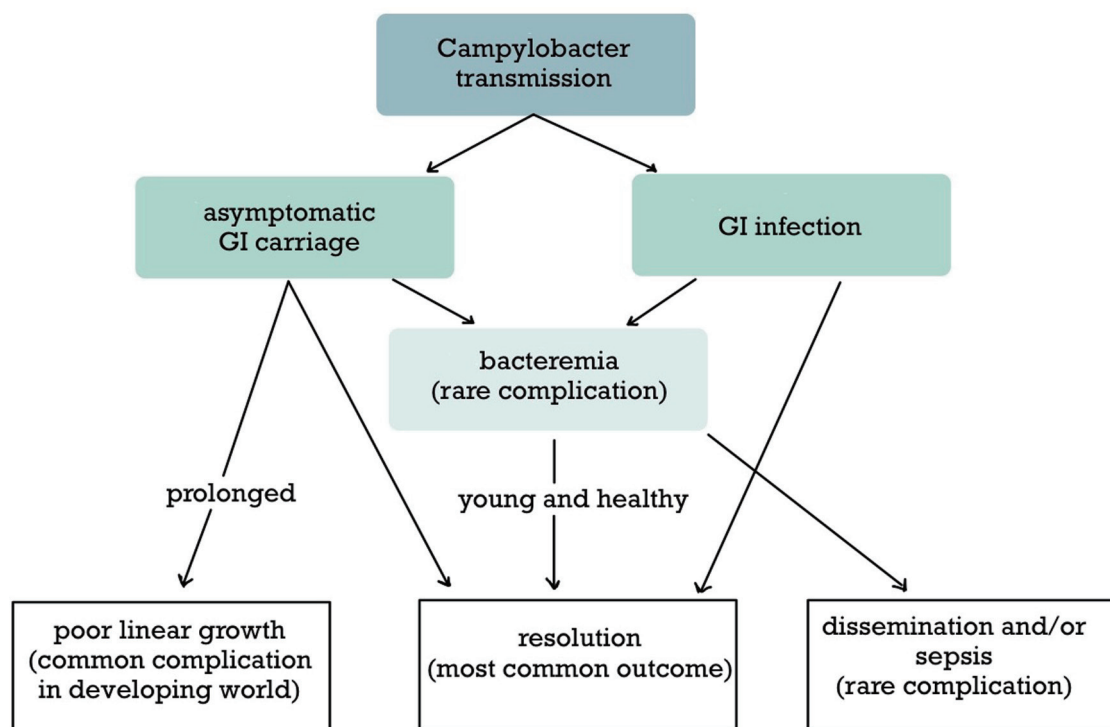 Campylobacter
transmission
asymptomatic
GI carriage
GI infection
bacteremia
(rare complication)
prolonged
young and healthy
poor linear growth
(common complication
in developing world)
resolution
(most common outcome)
dissemination and/or
sepsis
(rare complication)